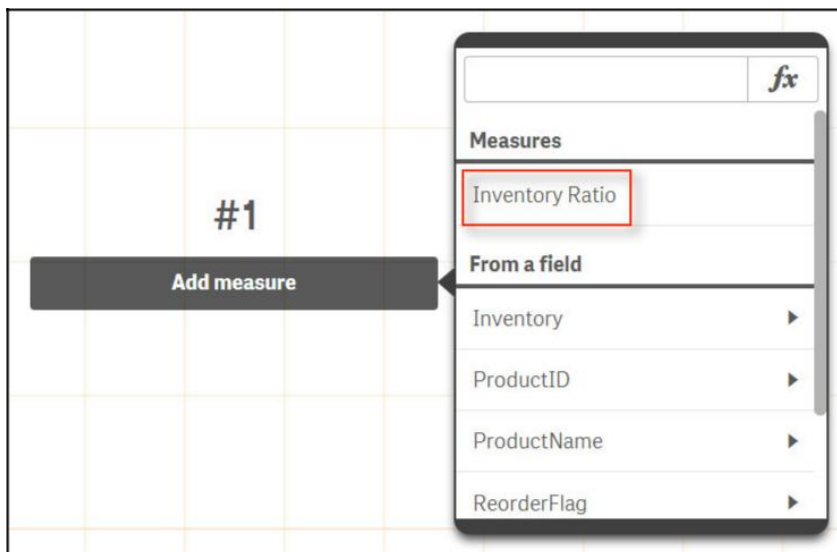 #1
Add measure
fx
Measures
Inventory Ratio
From a field
Inventory
ProductID
ProductName
ReorderFlag